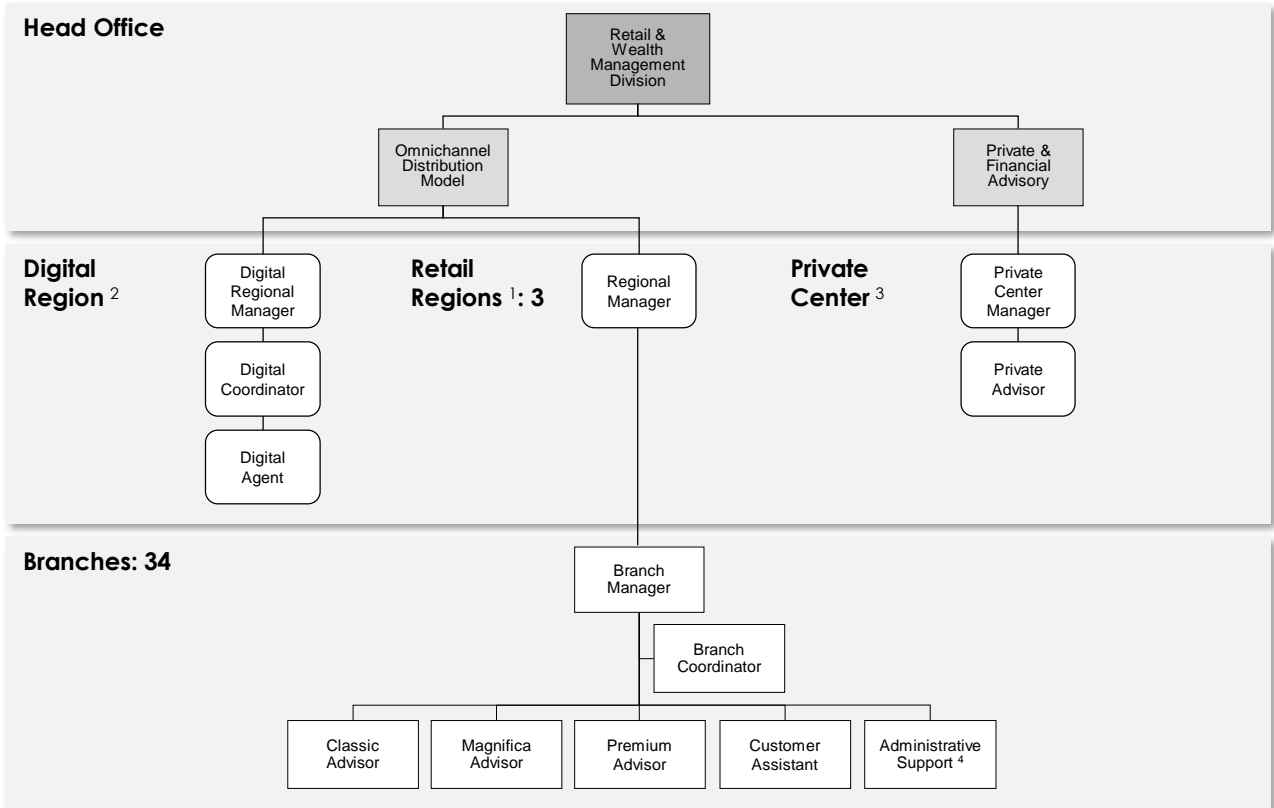 Head Office
Retail &
Wealth
Management
Division
Omnichannel
Distribution
Model
Private &
Financial
Advisory
Digital
Region ²
Digital
Regional
Manager
Retail
Regions ¹: 3
Regional
Manager
Private
Center ³
Private
Center
Manager
Digital
Coordinator
Private
Advisor
Digital
Agent
Branches: 34
Branch
Manager
Branch
Coordinator
Classic
Advisor
Magnifica
Advisor
Premium
Advisor
Customer
Assistant
Administrative
Support ⁴